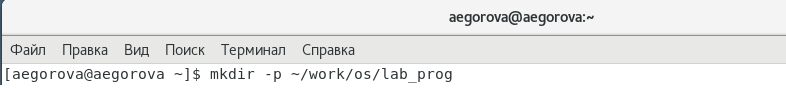 aegorova@aegorova:~
Файл Правка Вид Поиск Терминал Справка
[aegorova@aegorova ~]$ mkdir -p ~/work/os/lab_prog